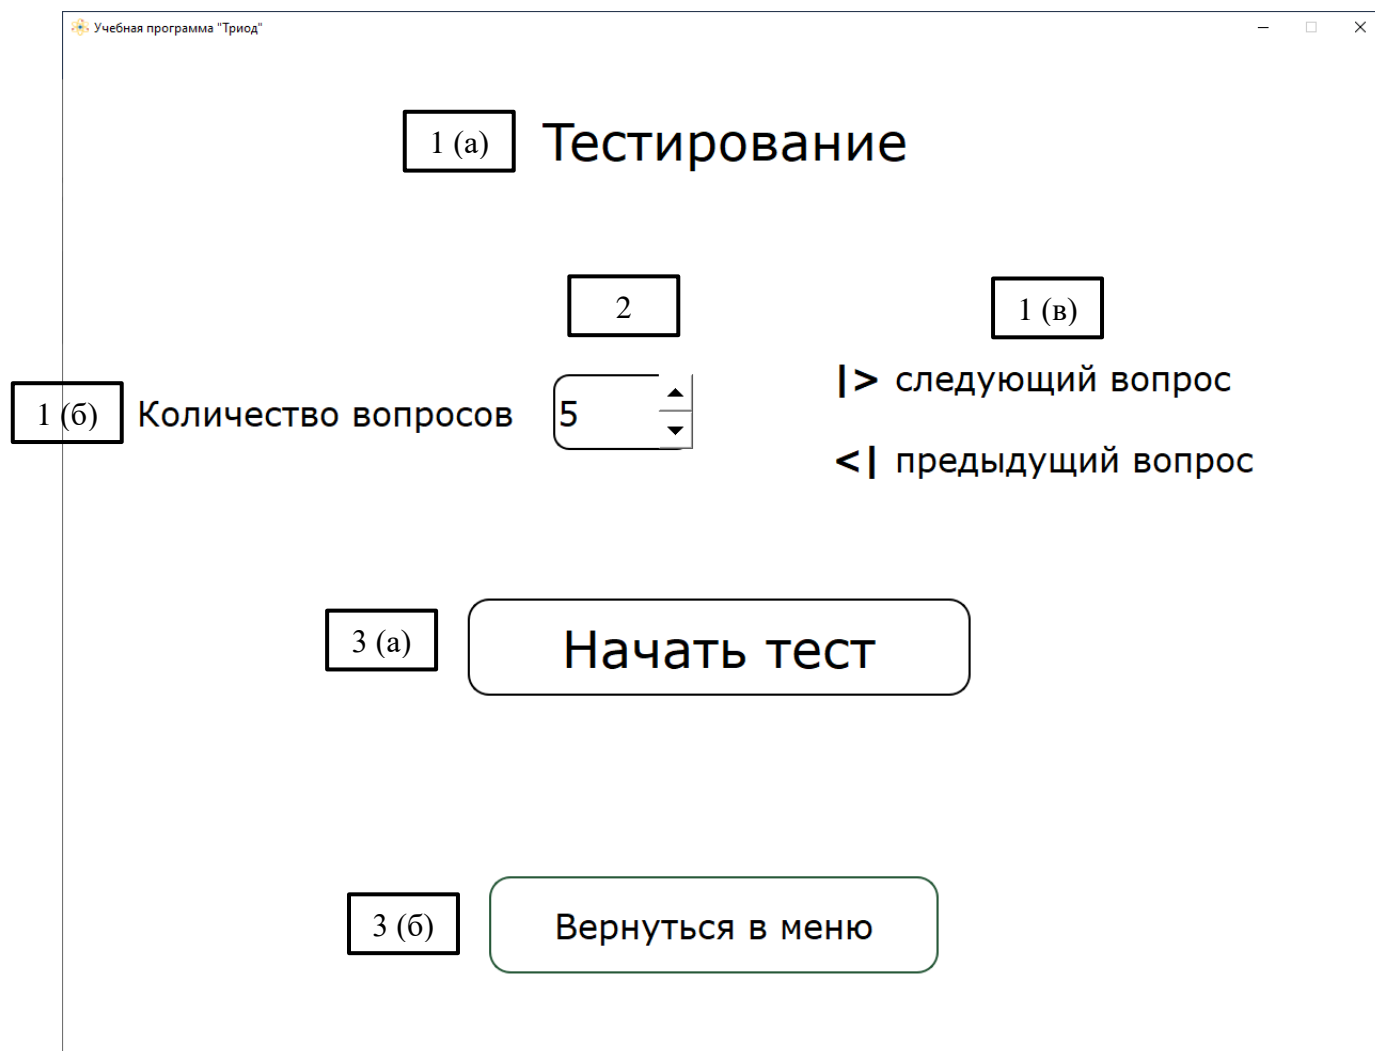 Учебная программа "Триод"
1 (а) Тестирование
2
1 (в)
|> следующий вопрос
1 (б) Количество вопросов 5
<| предыдущий вопрос
3 (а) Начать тест
3 (б) Вернуться в меню